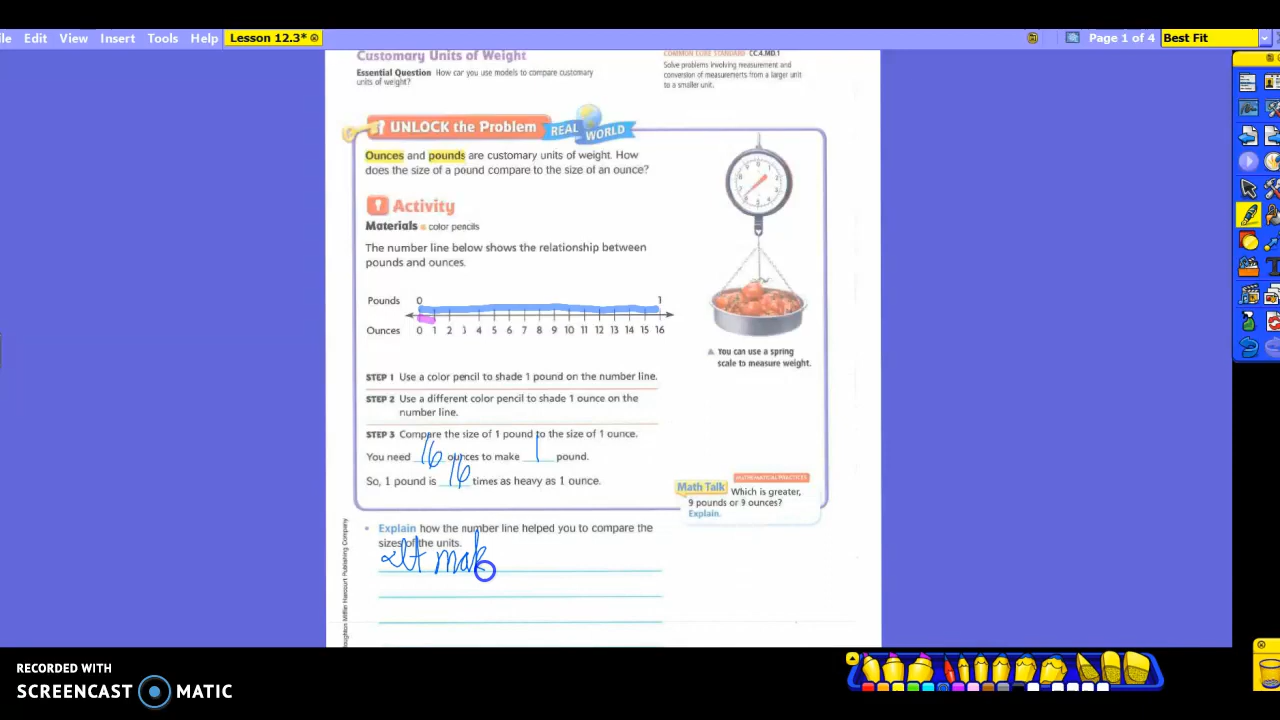 File Edit View Insert Tools Help Lesson 12.3* Page 1 of 4 Best Fit
Customary Units of Weight
COMMON CORE STANDARD CC.4.MD.1
Essential Question How can you use models to compare customary
units of weight?
Solve problems involving measurement and
conversion of measurements from a larger unit
to a smaller unit.
UNLOCK the Problem REAL WORLD
Ounces and pounds are customary units of weight. How
does the size of a pound compare to the size of an ounce?
Activity
Materials color pencils
The number line below shows the relationship between
pounds and ounces.
Pounds 0 1
Ounces 0 1 2 3 4 5 6 7 8 9 10 11 12 13 14 15 16
▲ You can use a spring
scale to measure weight.
STEP 1 Use a color pencil to shade 1 pound on the number line.
STEP 2 Use a different color pencil to shade 1 ounce on the
number line.
STEP 3 Compare the size of 1 pound to the size of 1 ounce.
You need 16 ounces to make 1 pound.
So, 1 pound is 16 times as heavy as 1 ounce.
MATHEMATICAL PRACTICES
Math Talk Which is greater,
9 pounds or 9 ounces?
Explain.
• Explain how the number line helped you to compare the
sizes of the units.
It mak
Houghton Mifflin Harcourt Publishing Company
RECORDED WITH
SCREENCAST MATIC